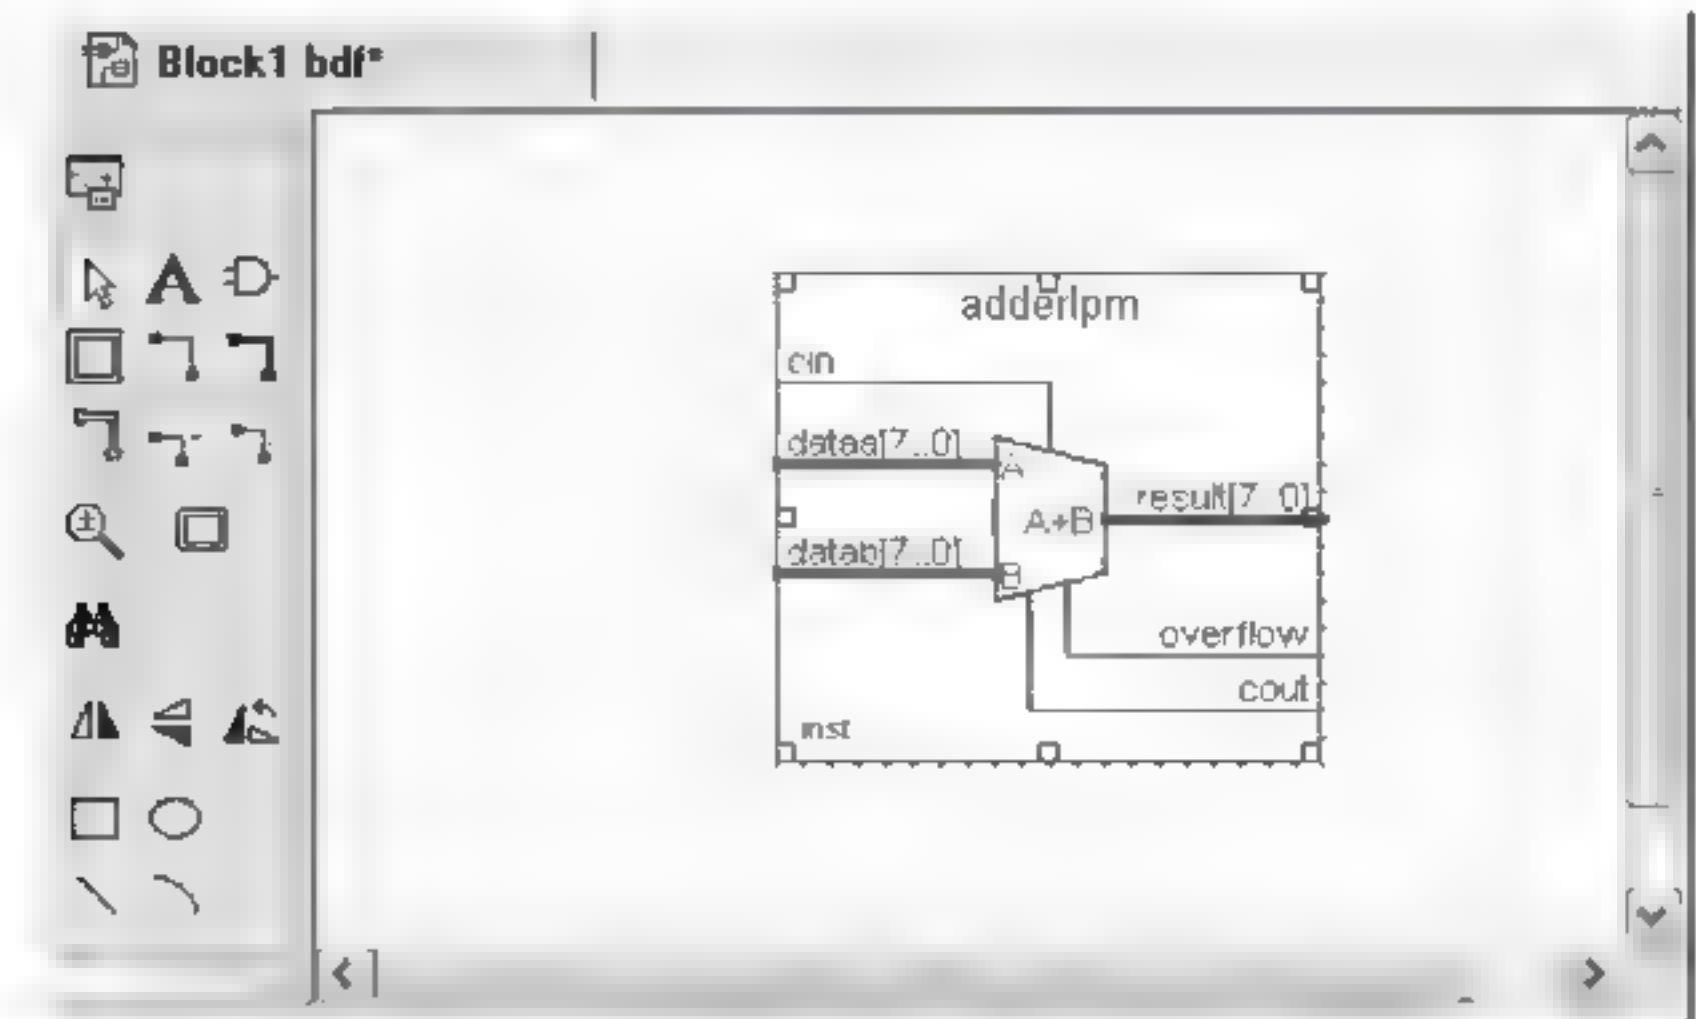 Block1 bdf*
A
adderlpm
cin
dataa[7..0]
A
result[7 0]
A+B
datab[7..0]
B
overflow
cout
inst